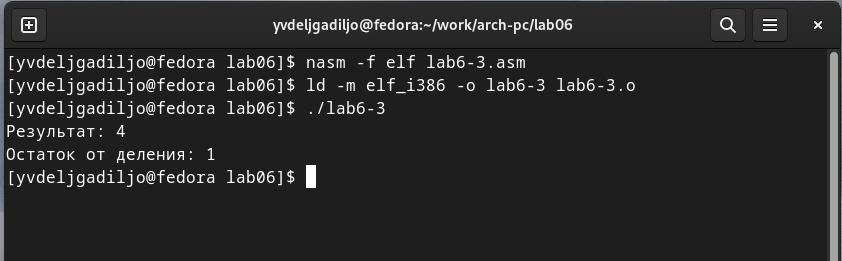 yvdeljgadiljo@fedora:~/work/arch-pc/lab06
[yvdeljgadiljo@fedora lab06]$ nasm -f elf lab6-3.asm
[yvdeljgadiljo@fedora lab06]$ ld -m elf_i386 -o lab6-3 lab6-3.o
[yvdeljgadiljo@fedora lab06]$ ./lab6-3
Результат: 4
Остаток от деления: 1
[yvdeljgadiljo@fedora lab06]$